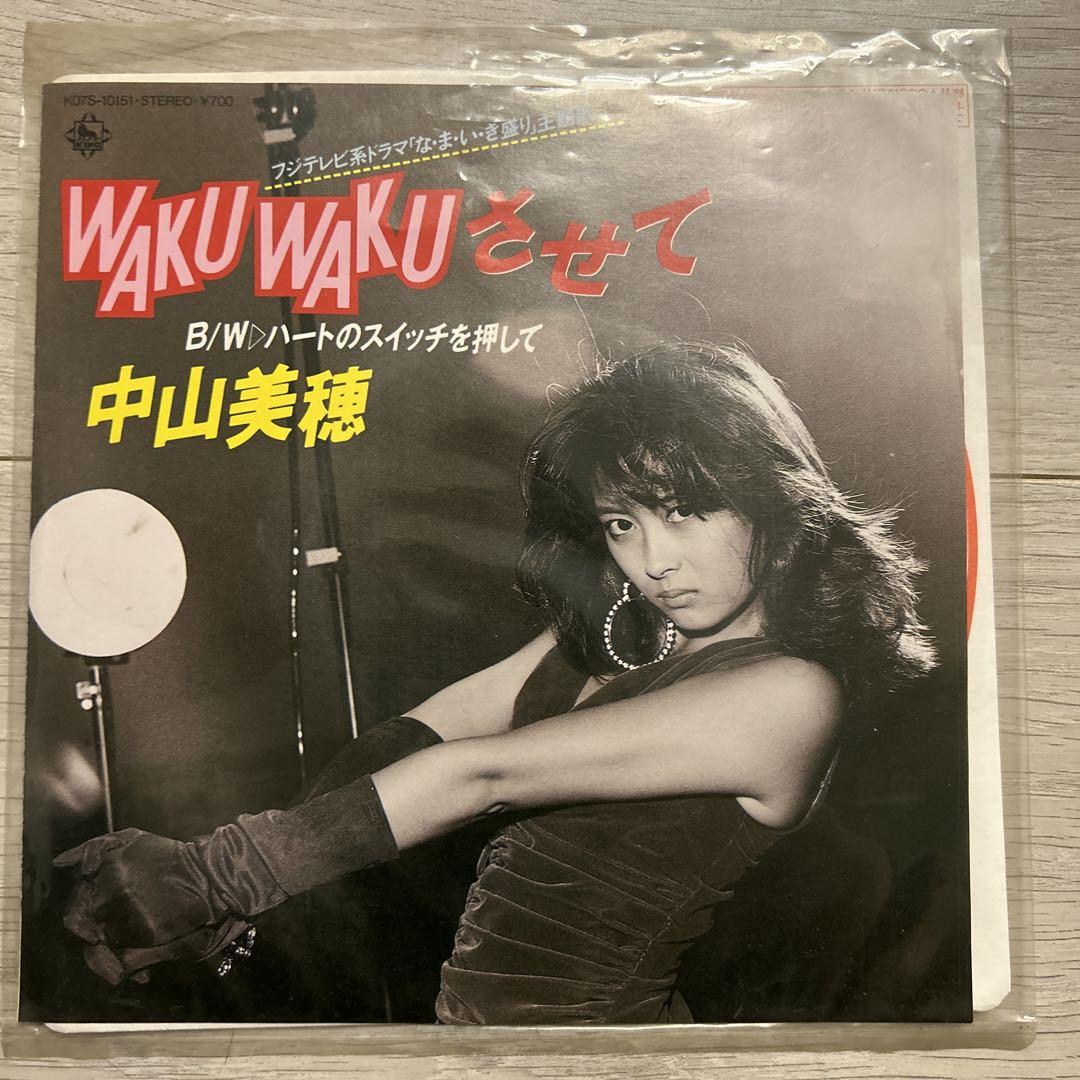 K07S-10151・STEREO・¥700
KING
フジテレビ系ドラマ「な・ま・い・き盛り」主題歌
WAKU WAKUさせて
B/W▷ハートのスイッチを押して
中山美穂